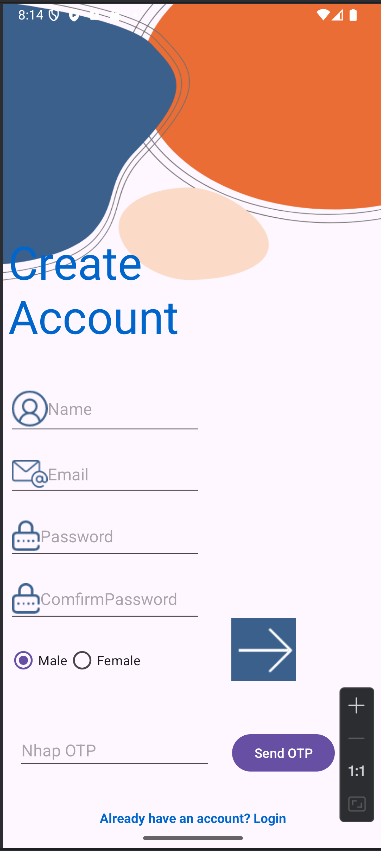 8:14
Create
Account
Name
Email
Password
ComfirmPassword
Male Female
Nhap OTP
Send OTP
Already have an account? Login
1:1